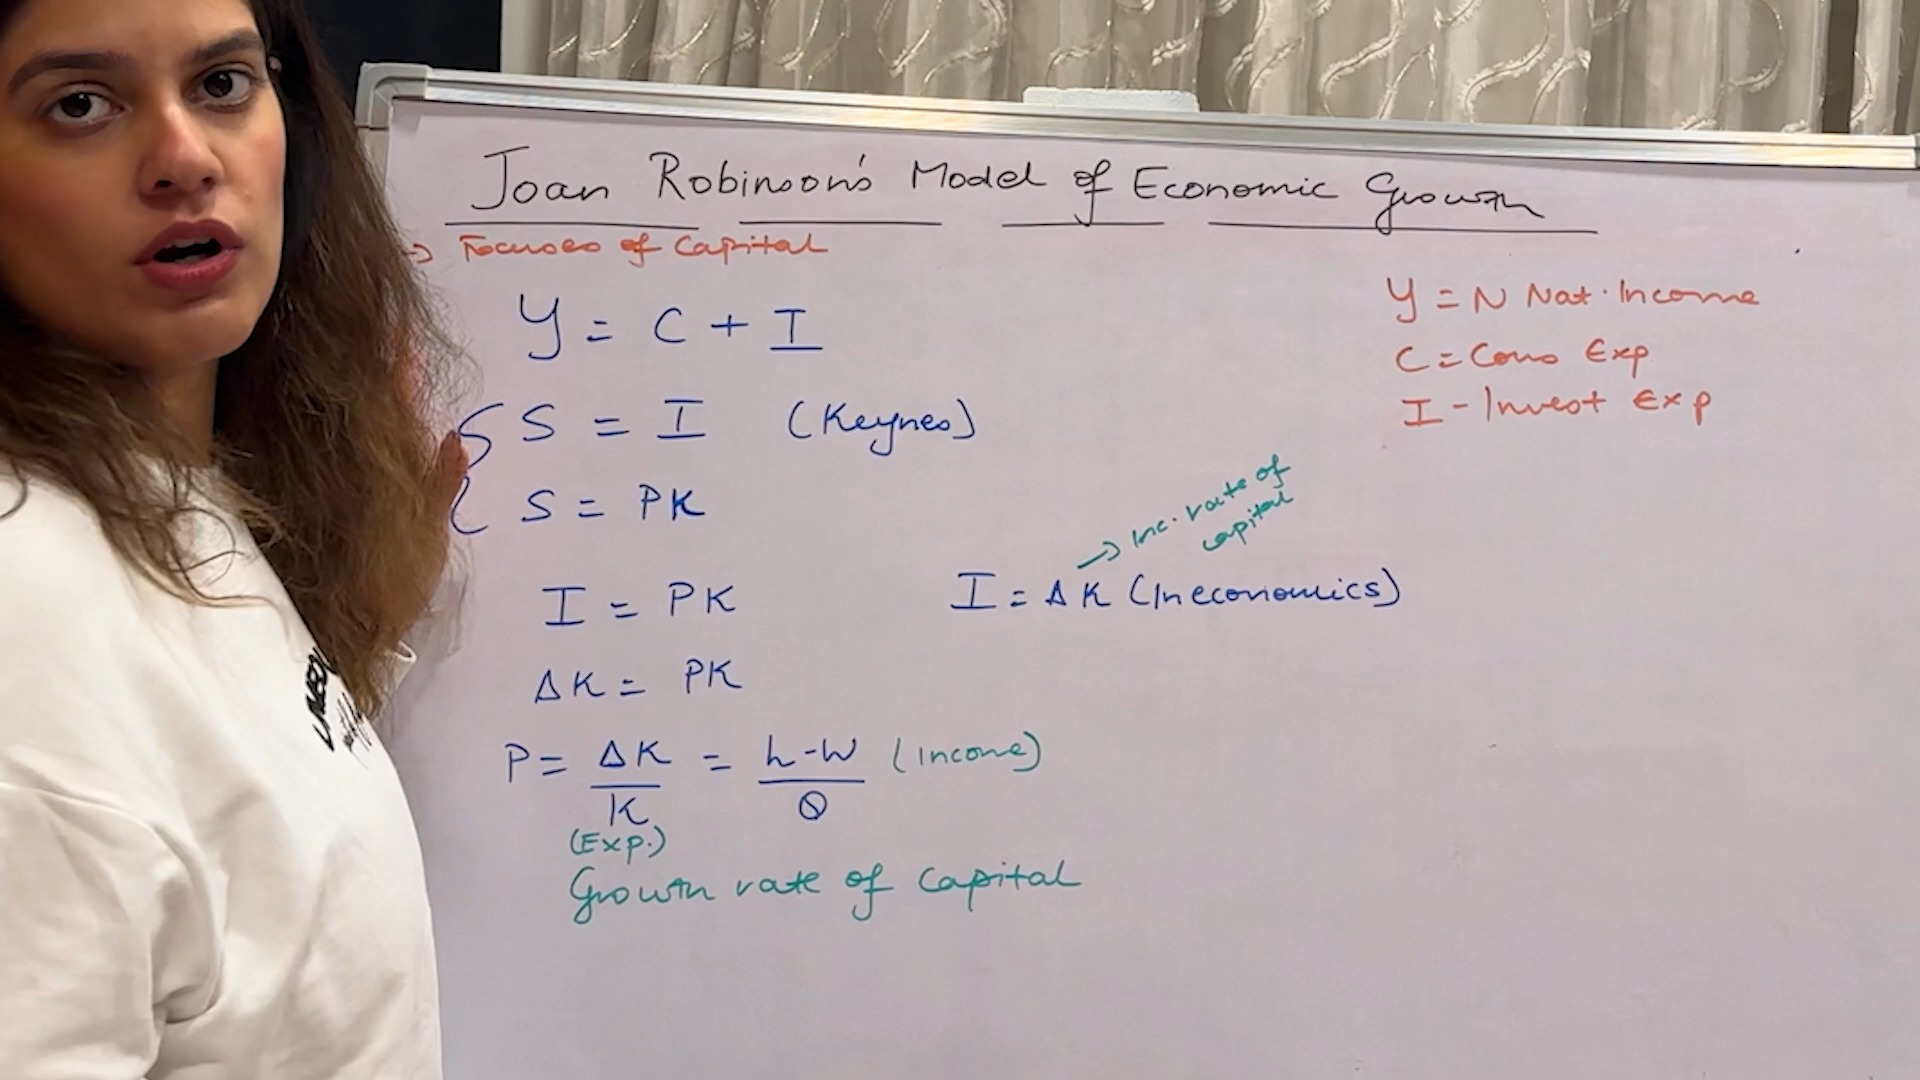 Joan Robinson's Model of Economic Growth
→ Focuses of Capital
Y = C + I
Y = N Nat. Income
C = Cons Exp
I - Invest Exp
S = I (Keynes)
S = PK
→ Inc. rate of capital
I = PK
I = ΔK (In economics)
ΔK = PK
P = ΔK/K = L-W/θ (Income)
(Exp.)
Growth rate of Capital